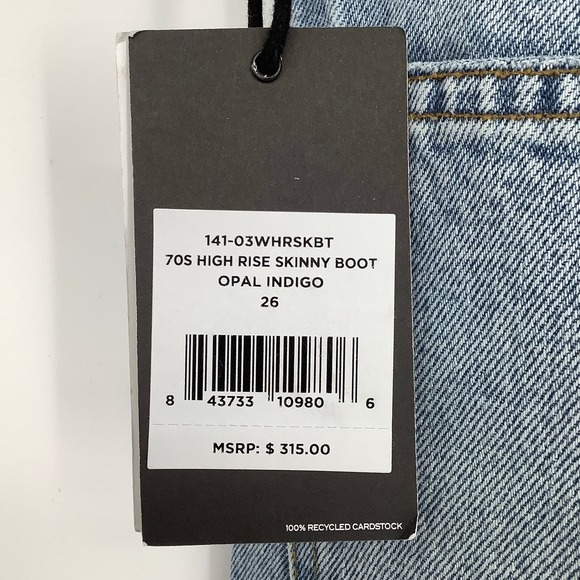 141-03WHRSKBT
70S HIGH RISE SKINNY BOOT
OPAL INDIGO
26
8 43733 10980 6
MSRP: $ 315.00
100% RECYCLED CARDSTOCK